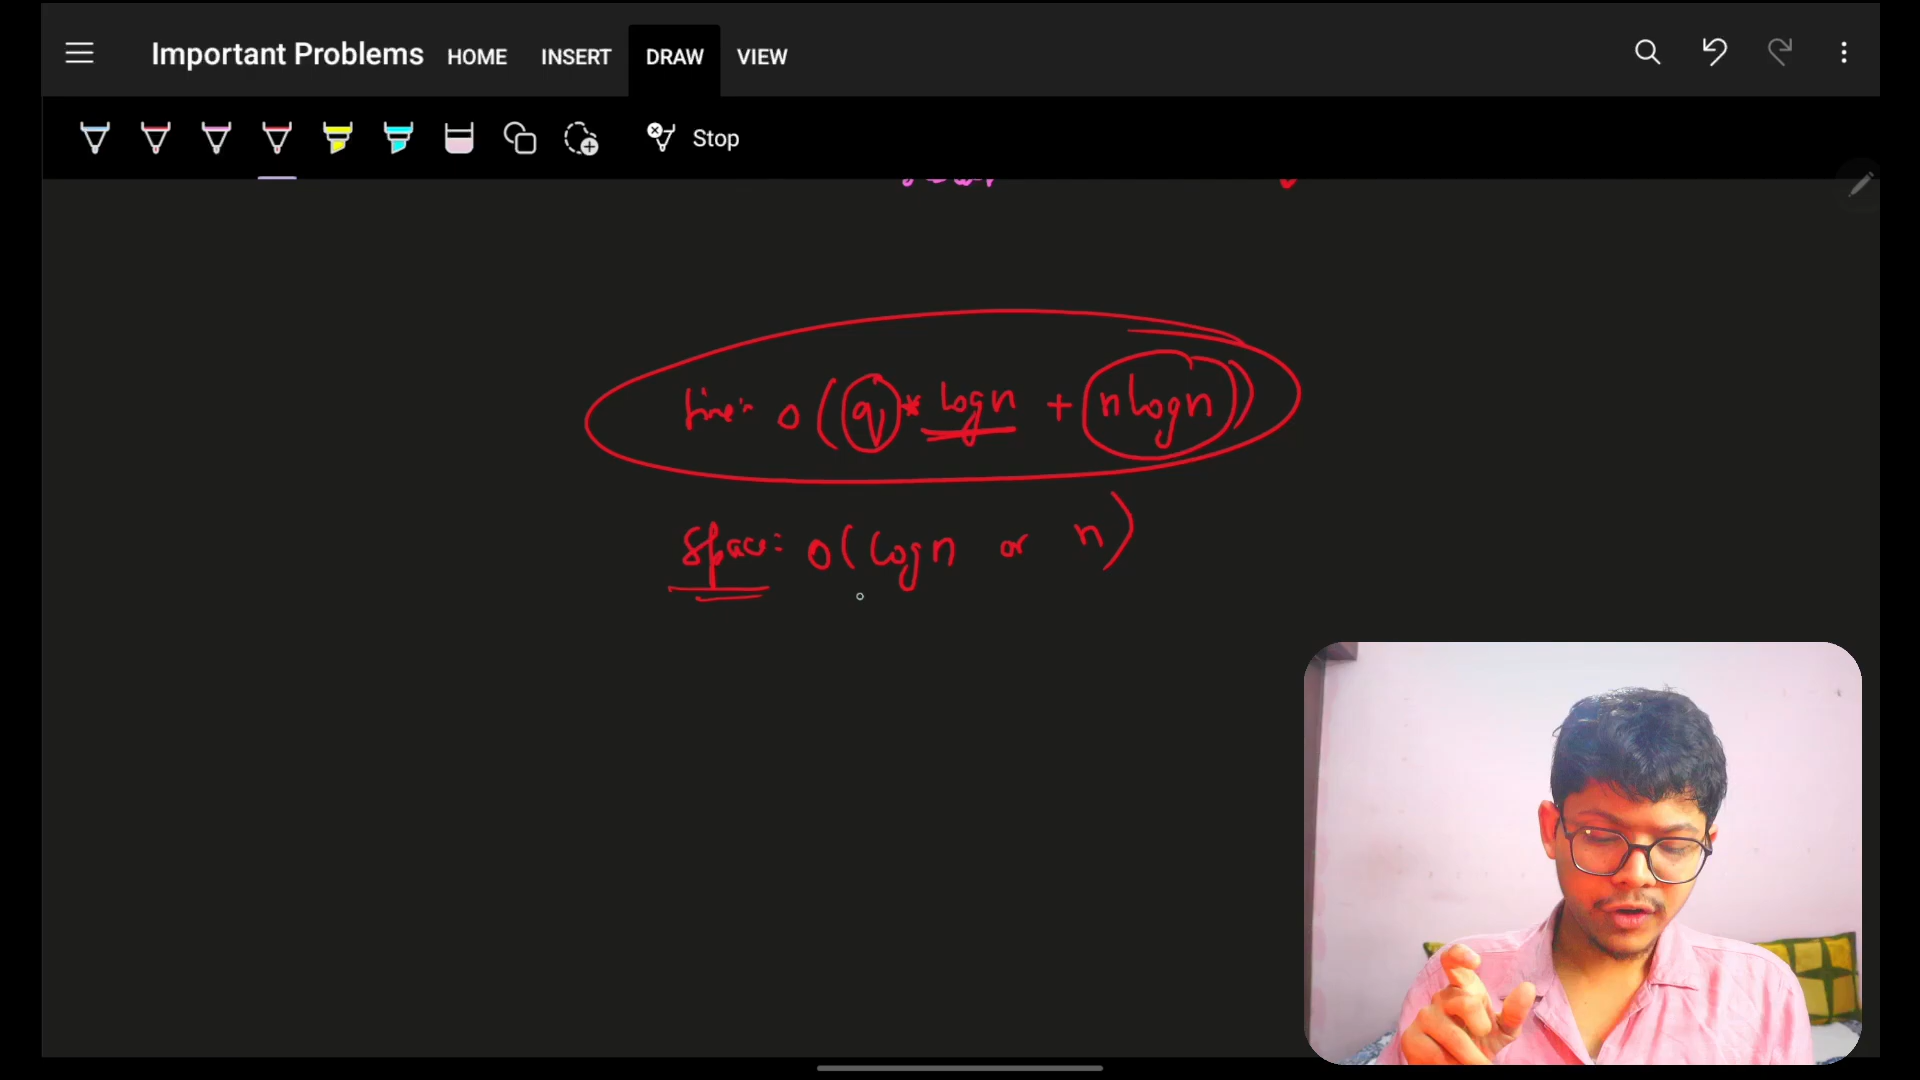 Important Problems HOME INSERT DRAW VIEW
Stop
time:- O(q * logn + nlogn))
Space: O(logn or n)